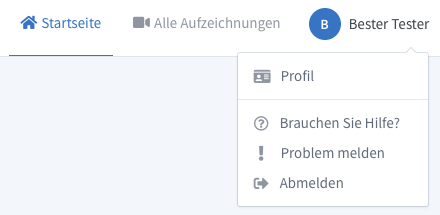 Startseite Alle Aufzeichnungen B Bester Tester
Profil
Brauchen Sie Hilfe?
Problem melden
Abmelden